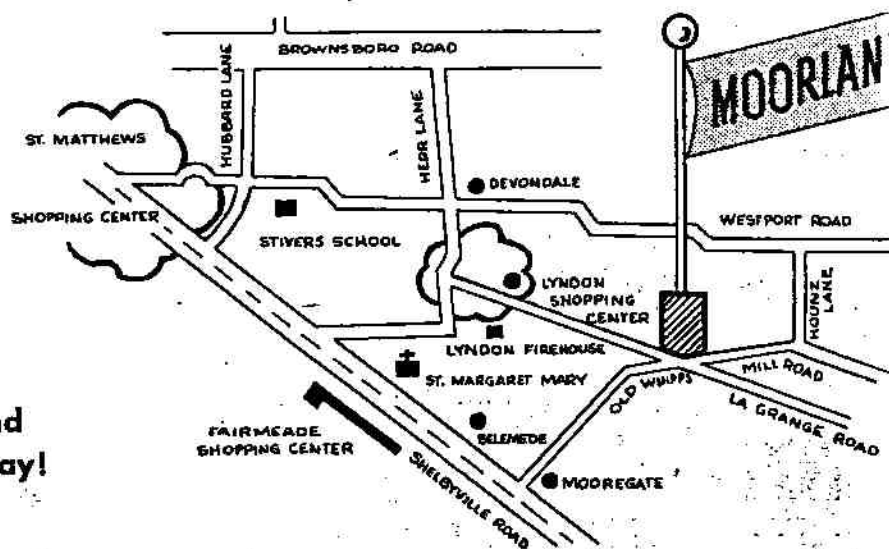 BROWNSBORO ROAD
MOORLAN
HUBBARD LANE
HERR LANE
ST. MATTHEWS
DEVONDALE
SHOPPING CENTER
WESTPORT ROAD
STIVERS SCHOOL
LYNDON
SHOPPING
CENTER
HOUNZ
LANE
LYNDON FIREHOUSE
MILL ROAD
ST. MARGARET MARY
OLD WHIPPS
LA GRANGE ROAD
nd
FAIRMEADE
SHOPPING CENTER
BELEMEDE
ay!
SHELBYVILLE ROAD
MOOREGATE